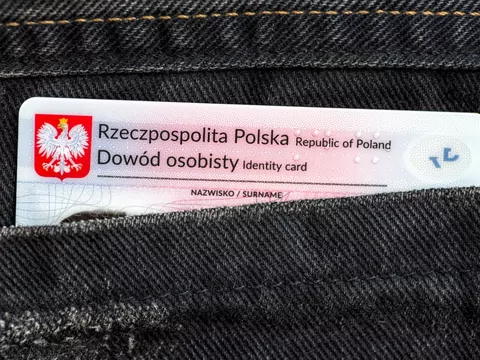 Rzeczpospolita Polska Republic of Poland
Dowód osobisty Identity card
NAZWISKO / SURNAME